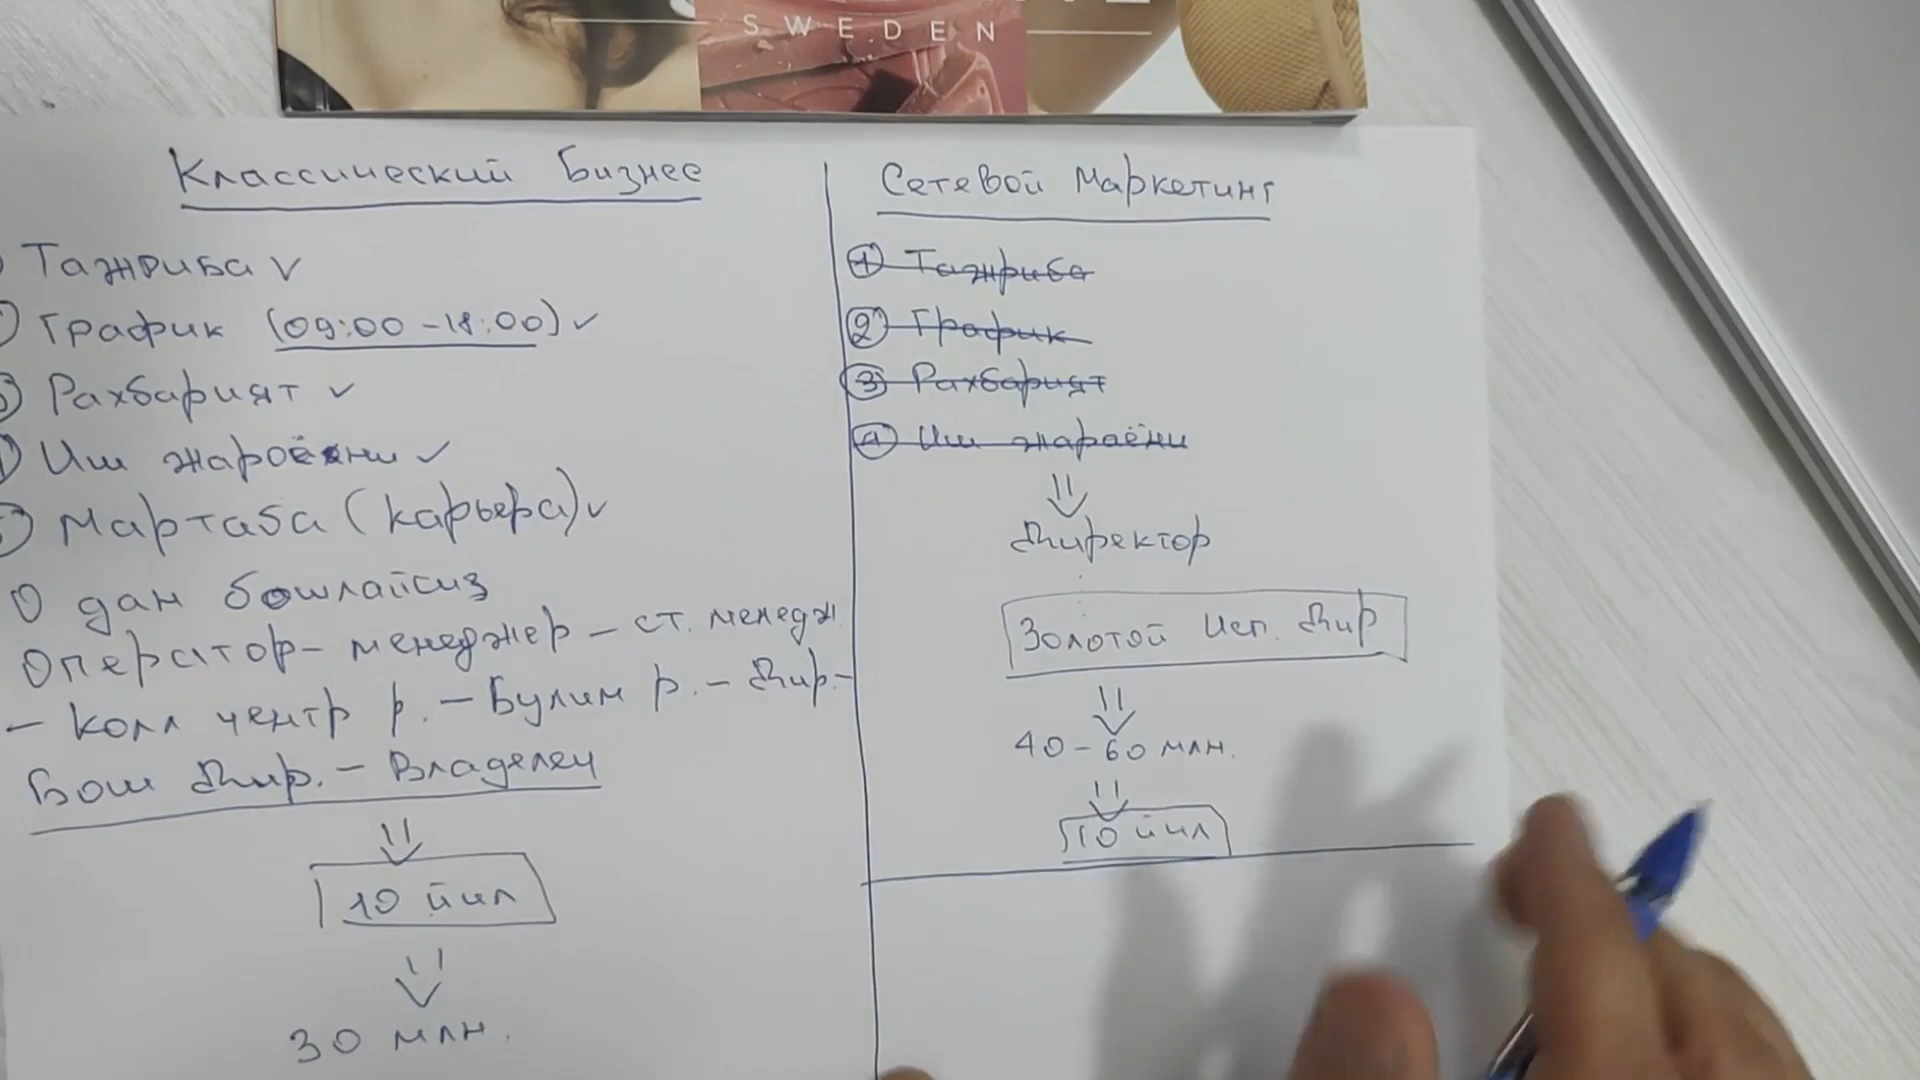 SWEDEN
Классический бизнес
Тажриба
График (09:00-18:00)
Рахбарият
Иш жароёни
Мартаба (карьера)
0 дан бошлайсиз
Оператор - менеджер - ст. менедж.
- Колл центр р. - Булим р. - Дир. -
Бош Дир. - Владелец
10 йил
30 млн.
Сетевой Маркетинг
1 Тажриба
2 График
3 Рахбарият
4 Иш жараёни
Директор
Золотой Исп. Дир
40-60 млн.
10 йил